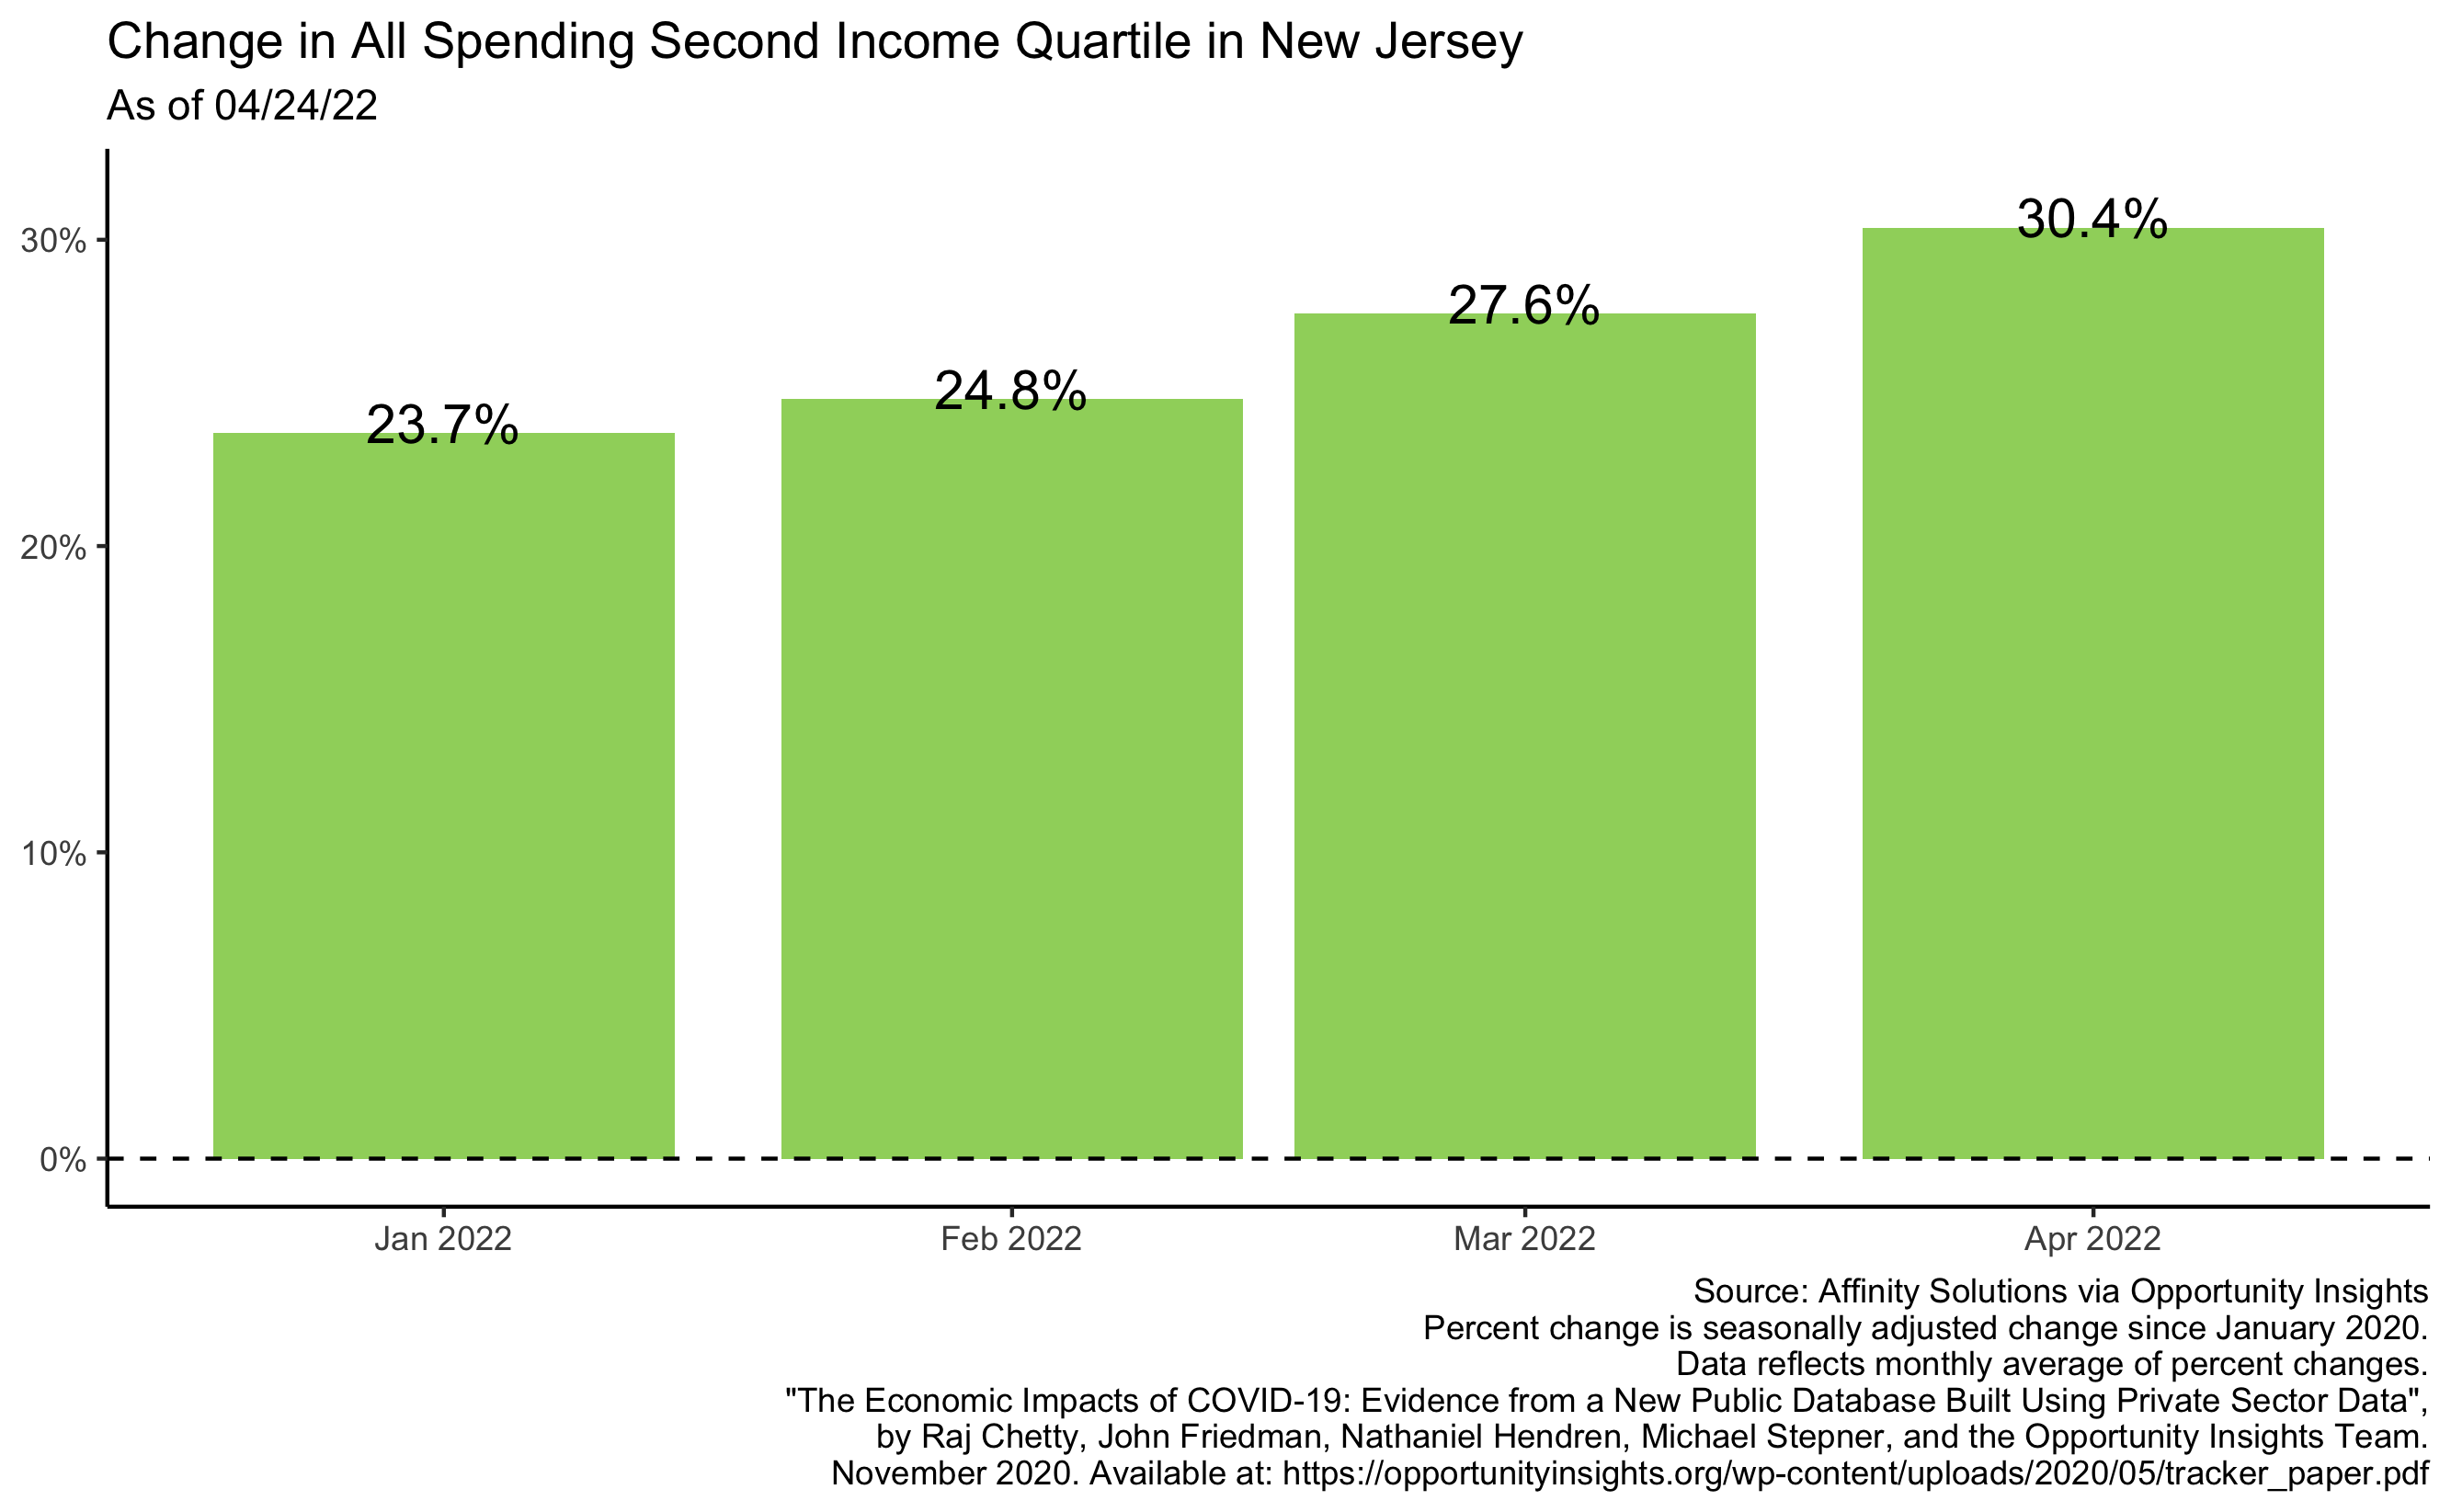 Change in All Spending Second Income Quartile in New Jersey
As of 04/24/22
30%
20%
10%
0%
23.7%
24.8%
27.6%
30.4%
Jan 2022
Feb 2022
Mar 2022
Apr 2022
Source: Affinity Solutions via Opportunity Insights
Percent change is seasonally adjusted change since January 2020.
Data reflects monthly average of percent changes.
"The Economic Impacts of COVID-19: Evidence from a New Public Database Built Using Private Sector Data",
by Raj Chetty, John Friedman, Nathaniel Hendren, Michael Stepner, and the Opportunity Insights Team.
November 2020. Available at: https://opportunityinsights.org/wp-content/uploads/2020/05/tracker_paper.pdf